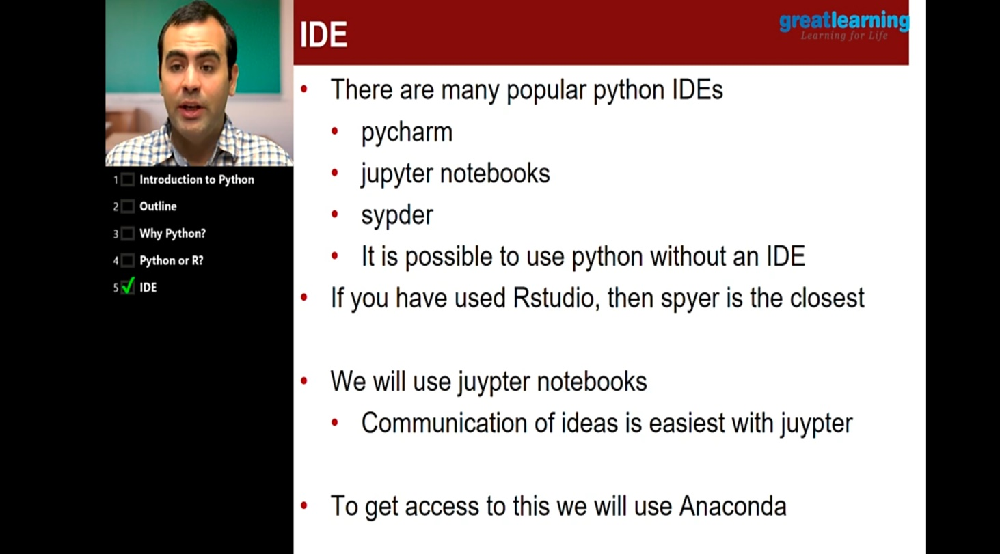 IDE
greatlearning
Learning for Life
There are many popular python IDEs
pycharm
jupyter notebooks
sypder
It is possible to use python without an IDE
If you have used Rstudio, then spyer is the closest
We will use juypter notebooks
Communication of ideas is easiest with juypter
To get access to this we will use Anaconda
1 Introduction to Python
2 Outline
3 Why Python?
4 Python or R?
5 IDE